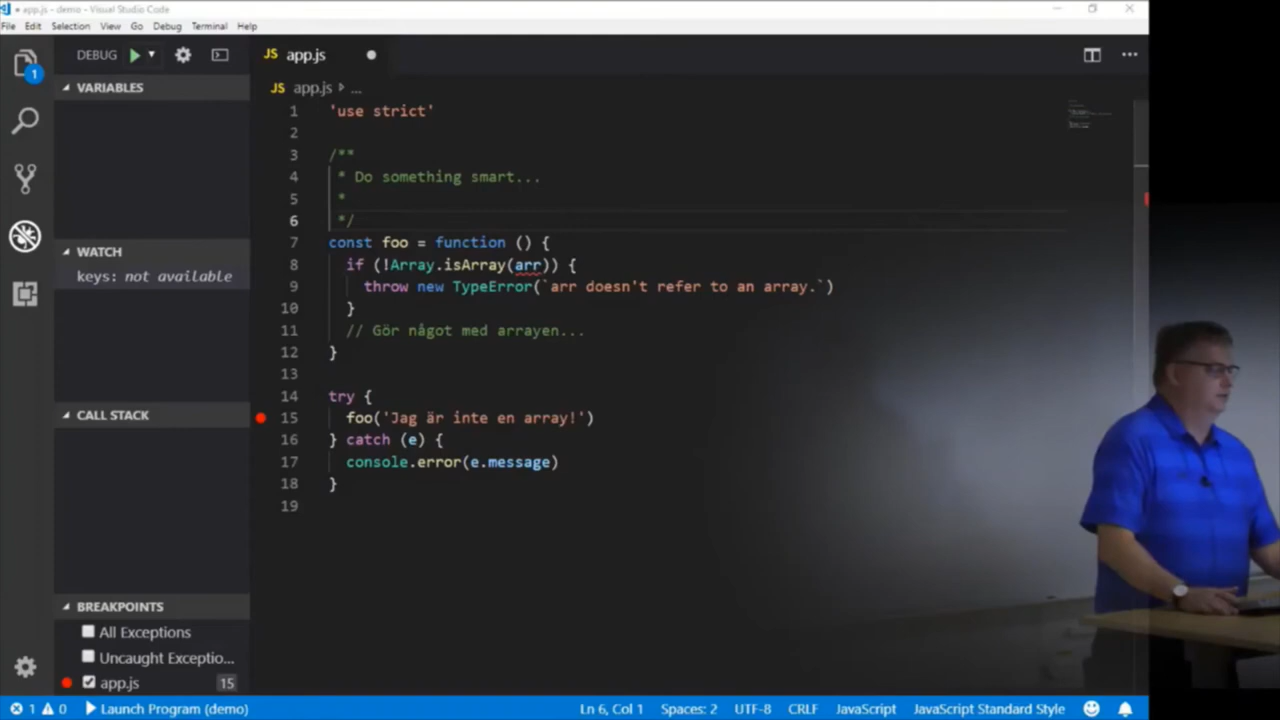 app.js - demo - Visual Studio Code
File Edit Selection View Go Debug Terminal Help
1
DEBUG
JS app.js
VARIABLES
WATCH
keys: not available
CALL STACK
BREAKPOINTS
All Exceptions
Uncaught Exceptio...
app.js 15
JS app.js ...
1 'use strict'
2
3 /**
4 * Do something smart...
5 *
6 */
7 const foo = function () {
8 if (!Array.isArray(arr)) {
9 throw new TypeError(`arr doesn't refer to an array.`)
10 }
11 // Gör något med arrayen...
12 }
13
14 try {
15 foo('Jag är inte en array!')
16 } catch (e) {
17 console.error(e.message)
18 }
19
1 0 Launch Program (demo) Ln 6, Col 1 Spaces: 2 UTF-8 CRLF JavaScript JavaScript Standard Style